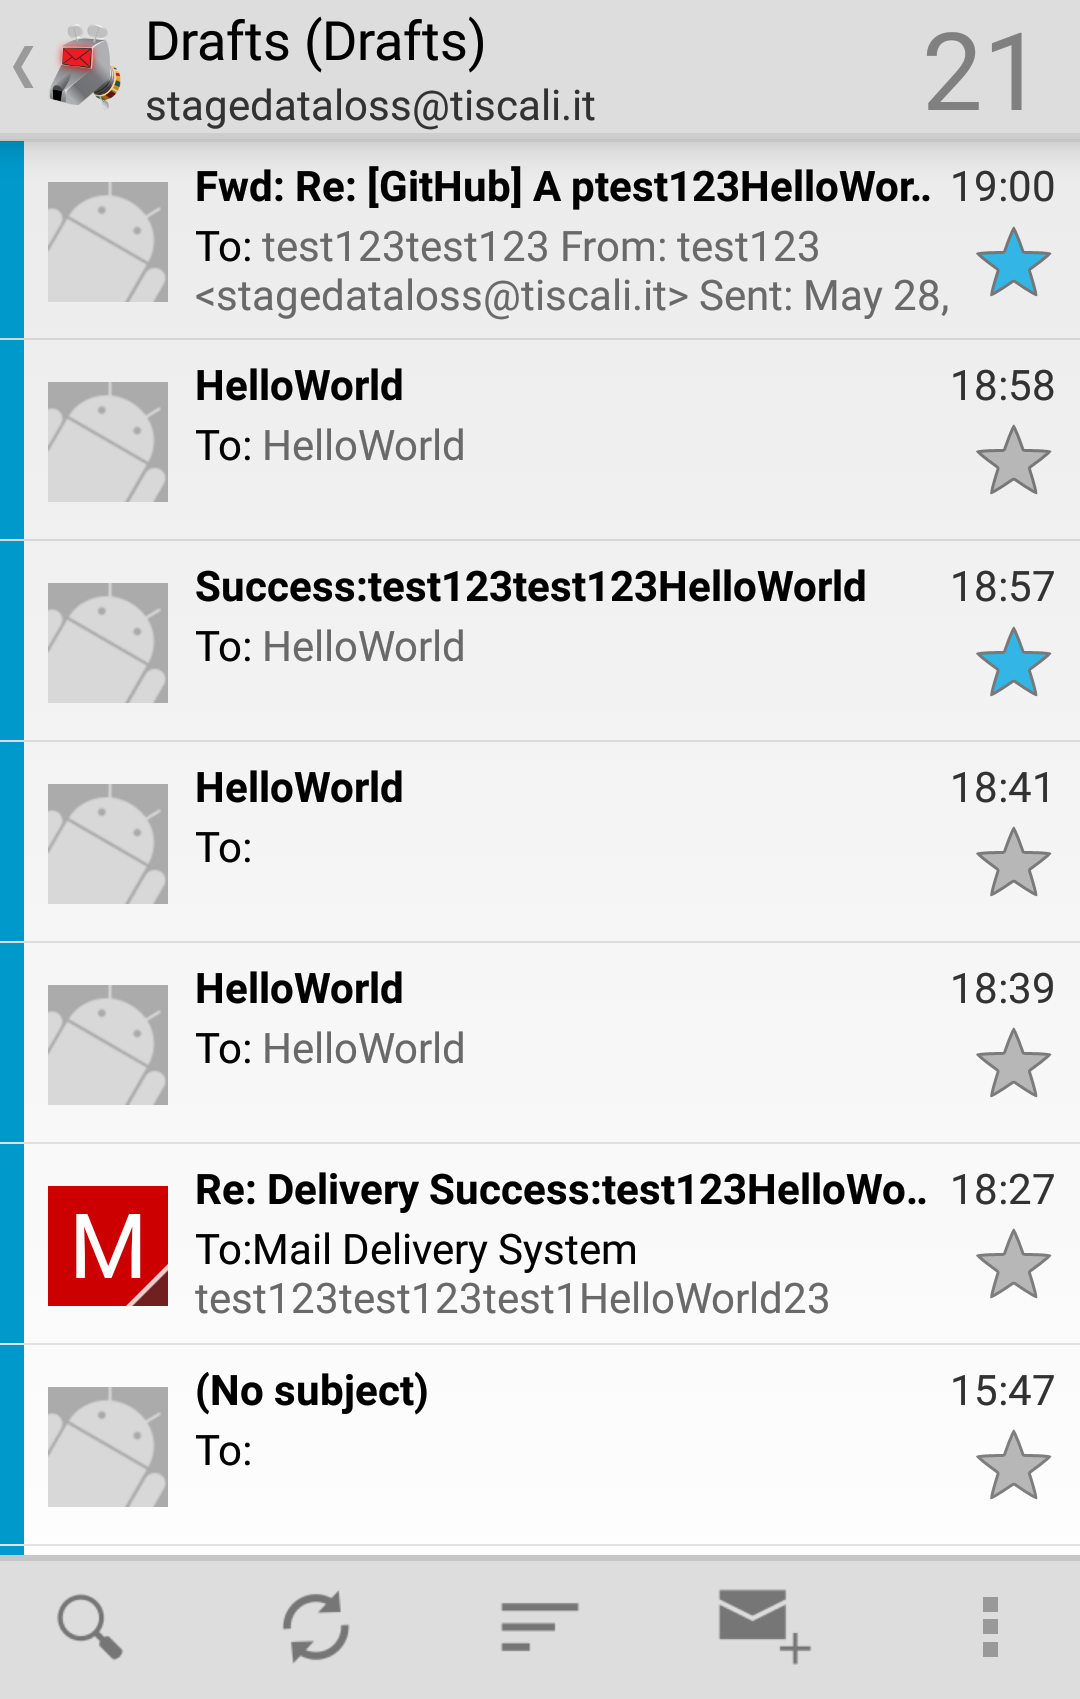 Drafts (Drafts)
stagedataloss@tiscali.it
21
Fwd: Re: [GitHub] A ptest123HelloWor..
19:00
To: test123test123 From: test123
<stagedataloss@tiscali.it> Sent: May 28,
HelloWorld
18:58
To: HelloWorld
Success:test123test123HelloWorld
18:57
To: HelloWorld
HelloWorld
18:41
To:
HelloWorld
18:39
To: HelloWorld
M
Re: Delivery Success:test123HelloWo..
18:27
To:Mail Delivery System
test123test123test1HelloWorld23
(No subject)
15:47
To: